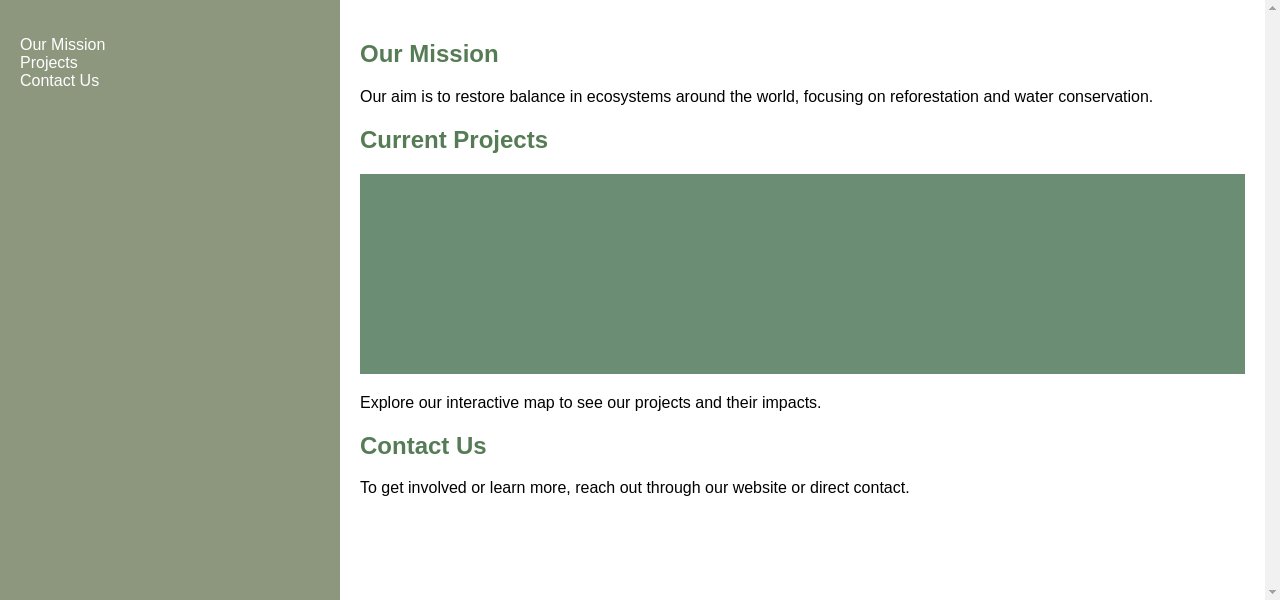 Our Mission
Projects
Contact Us
Our Mission
Our aim is to restore balance in ecosystems around the world, focusing on reforestation and water conservation.
Current Projects
Explore our interactive map to see our projects and their impacts.
Contact Us
To get involved or learn more, reach out through our website or direct contact.